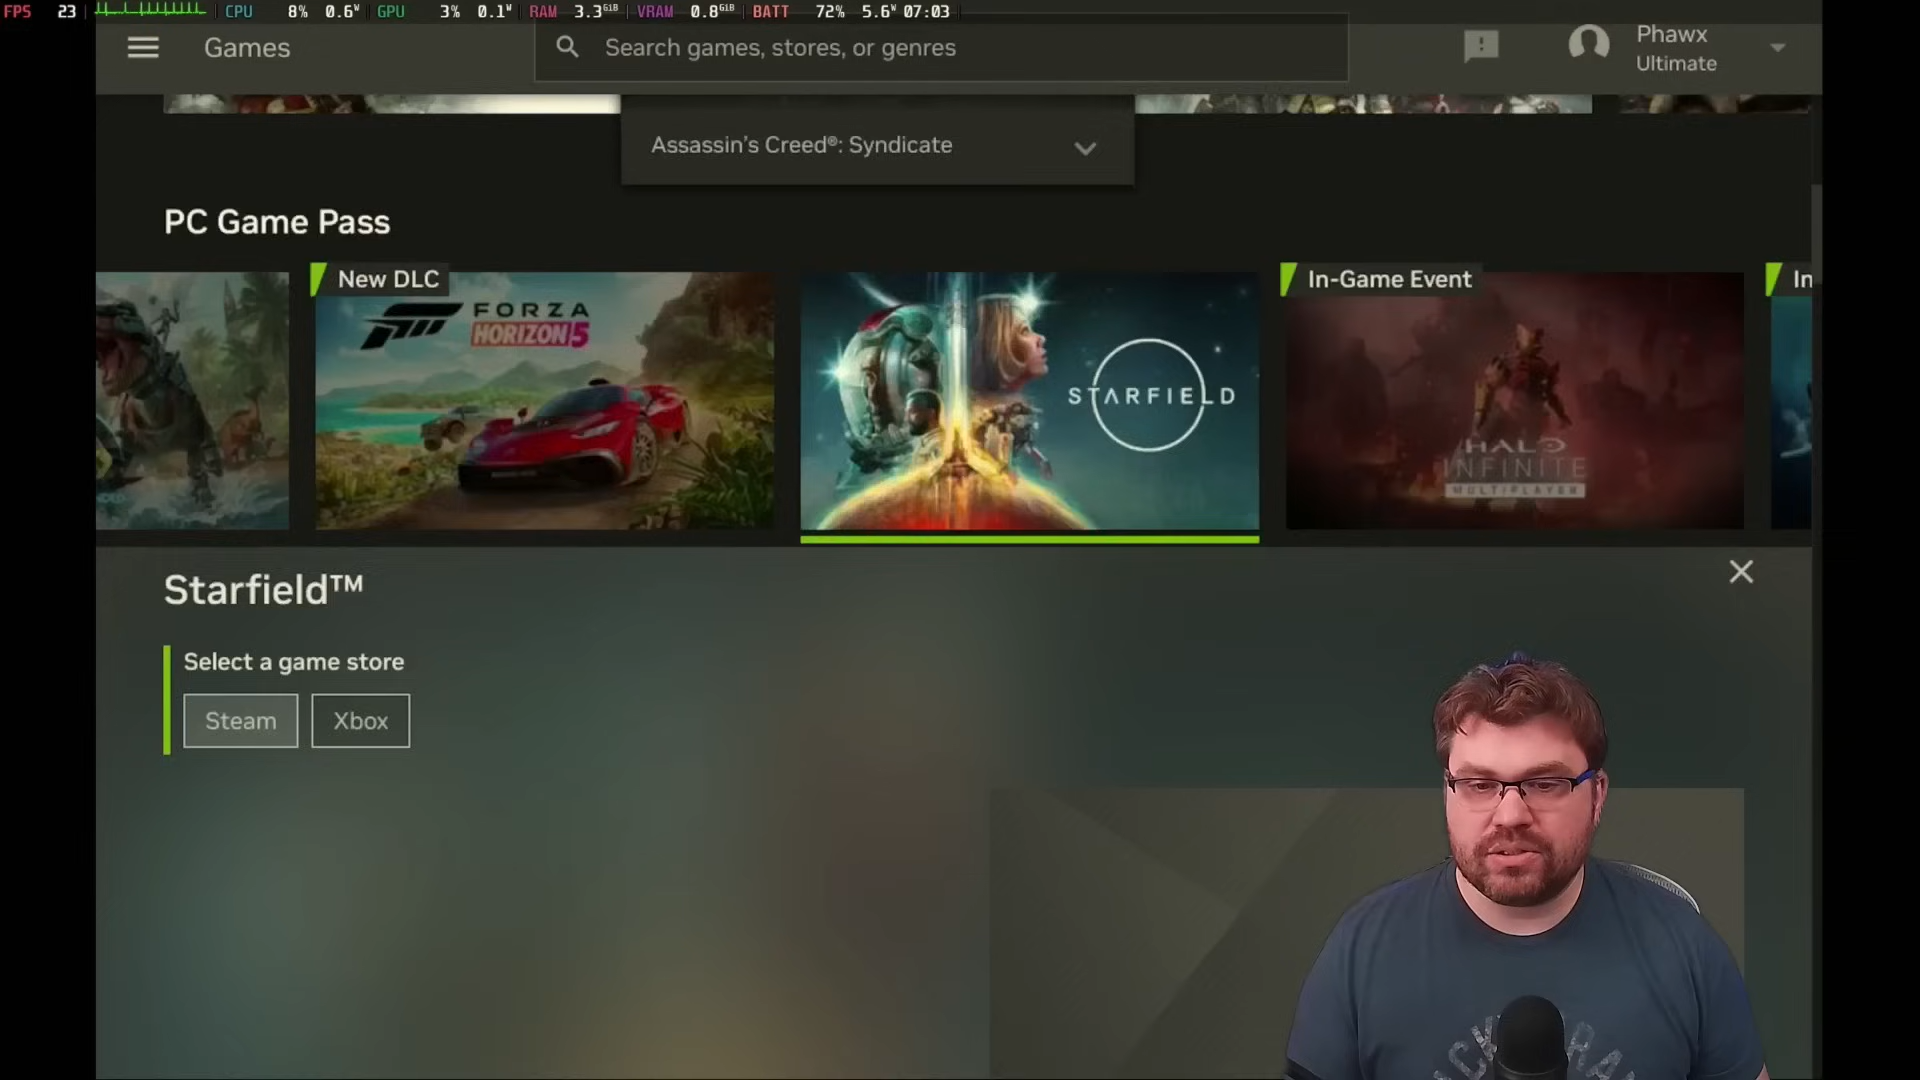 FPS 23 CPU 8% 0.6W GPU 3% 0.1W RAM 3.3GiB VRAM 0.8GiB BATT 72% 5.6W 07:03
Games
Search games, stores, or genres
Phawx
Ultimate
Assassin's Creed®: Syndicate
PC Game Pass
New DLC
In-Game Event
In
FORZA
HORIZON 5
STARFIELD
HALO
INFINITE
MULTIPLAYER
Starfield™
Select a game store
Steam
Xbox